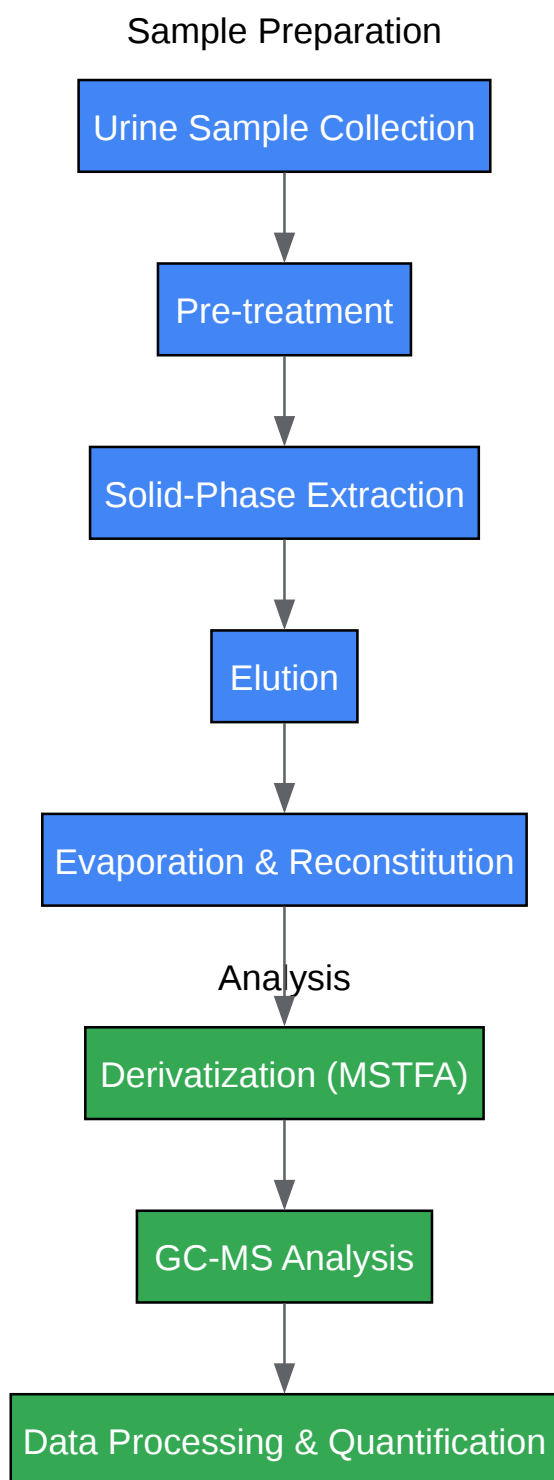 Sample Preparation
Urine Sample Collection
Pre-treatment
Solid-Phase Extraction
Elution
Evaporation & Reconstitution
Analysis
Derivatization (MSTFA)
GC-MS Analysis
Data Processing & Quantification